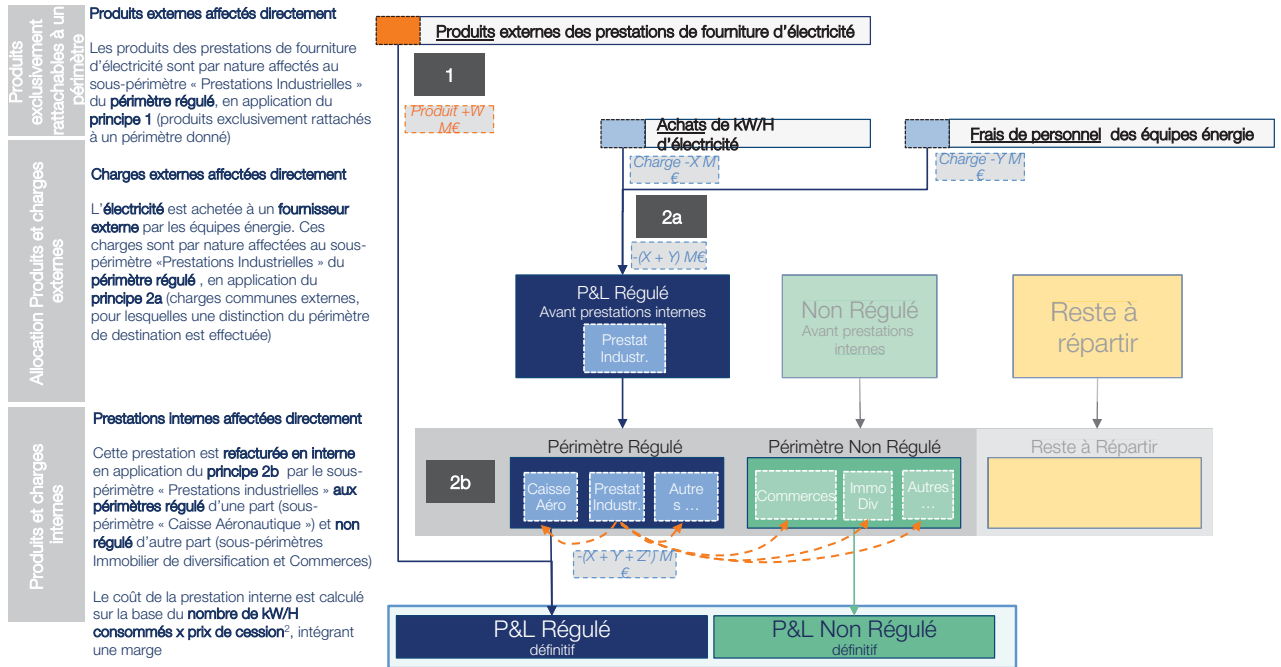 Produits
exclusivement
rattachables à un
périmètre
Produits externes affectés directement
Les produits des prestations de fourniture
d'électricité sont par nature affectés au
sous-périmètre « Prestations Industrielles »
du périmètre régulé, en application du
principe 1 (produits exclusivement rattachés
à un périmètre donné)
Produits externes des prestations de fourniture d'électricité
1
Produit +W
M€
Achats de kW/H
d'électricité
Charge -X M
€
Frais de personnel des équipes énergie
Charge -Y M
€
Allocation Produits et charges
externes
Charges externes affectées directement
L'électricité est achetée à un fournisseur
externe par les équipes énergie. Ces
charges sont par nature affectées au sous-
périmètre «Prestations Industrielles » du
périmètre régulé , en application du
principe 2a (charges communes externes,
pour lesquelles une distinction du périmètre
de destination est effectuée)
2a
-(X + Y) M€
P&L Régulé
Avant prestations internes
Prestat
Industr.
Non Régulé
Avant prestations
internes
Reste à
répartir
Produits et charges
internes
Prestations internes affectées directement
Cette prestation est refacturée en interne
en application du principe 2b par le sous-
périmètre « Prestations industrielles » aux
périmètres régulé d'une part (sous-
périmètre « Caisse Aéronautique ») et non
régulé d'autre part (sous-périmètres
Immobilier de diversification et Commerces)
Le coût de la prestation interne est calculé
sur la base du nombre de kW/H
consommés x prix de cession², intégrant
une marge
2b
Périmètre Régulé
Caisse
Aéro
Prestat
Industr.
Autre
s ...
Périmètre Non Régulé
Commerces
Immo
Div
Autres
...
Reste à Répartir
-(X + Y + Z¹) M
€
P&L Régulé
définitif
P&L Non Régulé
définitif